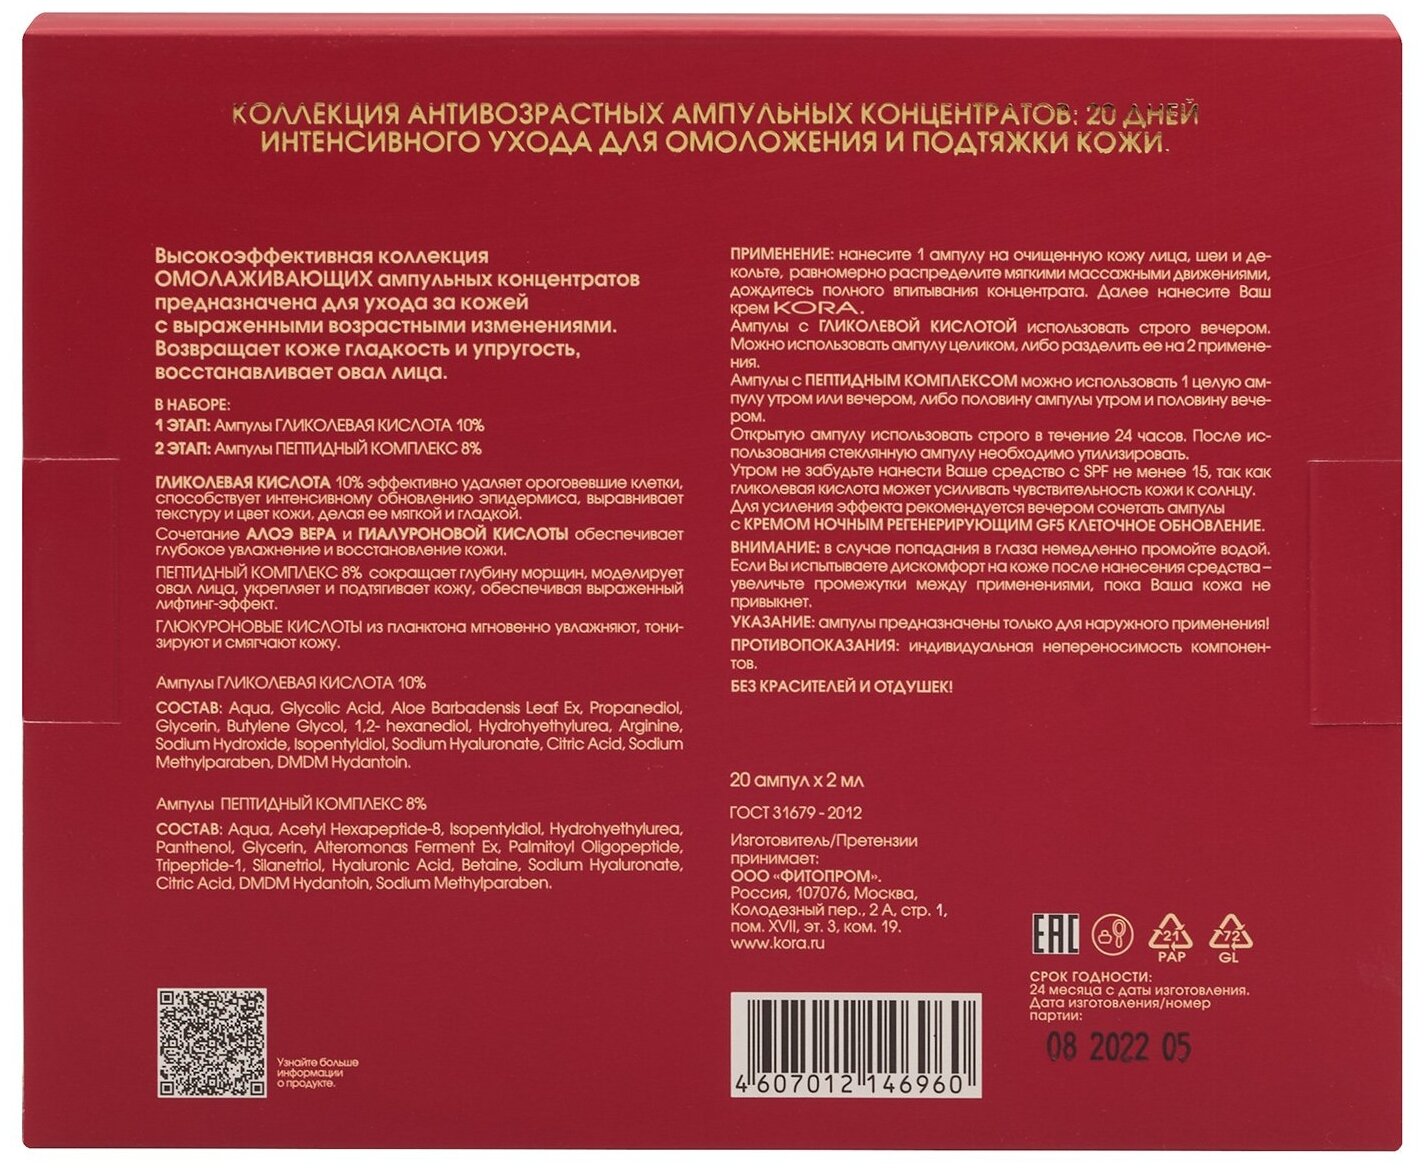 КОЛЛЕКЦИЯ АНТИВОЗРАСТНЫХ АМПУЛЬНЫХ КОНЦЕНТРАТОВ: 20 ДНЕЙ
ИНТЕНСИВНОГО УХОДА ДЛЯ ОМОЛОЖЕНИЯ И ПОДТЯЖКИ КОЖИ.
Высокоэффективная коллекция
ОМОЛАЖИВАЮЩИХ ампульных концентратов
предназначена для ухода за кожей
с выраженными возрастными изменениями.
Возвращает коже гладкость и упругость,
восстанавливает овал лица.
В НАБОРЕ:
1 ЭТАП: Ампулы ГЛИКОЛЕВАЯ КИСЛОТА 10%
2 ЭТАП: Ампулы ПЕПТИДНЫЙ КОМПЛЕКС 8%
ГЛИКОЛЕВАЯ КИСЛОТА 10% эффективно удаляет ороговевшие клетки,
способствует интенсивному обновлению эпидермиса, выравнивает
текстуру и цвет кожи, делая ее мягкой и гладкой.
Сочетание АЛОЭ ВЕРА и ГИАЛУРОНОВОЙ КИСЛОТЫ обеспечивает
глубокое увлажнение и восстановление кожи.
ПЕПТИДНЫЙ КОМПЛЕКС 8% сокращает глубину морщин, моделирует
овал лица, укрепляет и подтягивает кожу, обеспечивая выраженный
лифтинг-эффект.
ГЛЮКУРОНОВЫЕ КИСЛОТЫ из планктона мгновенно увлажняют, тони-
зируют и смягчают кожу.
Ампулы ГЛИКОЛЕВАЯ КИСЛОТА 10%
СОСТАВ: Aqua, Glycolic Acid, Aloe Barbadensis Leaf Ex, Propanediol,
Glycerin, Butylene Glycol, 1,2- hexanediol, Hydrohyethylurea, Arginine,
Sodium Hydroxide, Isopentyldiol, Sodium Hyaluronate, Citric Acid, Sodium
Methylparaben, DMDM Hydantoin.
Ампулы ПЕПТИДНЫЙ КОМПЛЕКС 8%
СОСТАВ: Aqua, Acetyl Hexapeptide-8, Isopentyldiol, Hydrohyethylurea,
Panthenol, Glycerin, Alteromonas Ferment Ex, Palmitoyl Oligopeptide,
Tripeptide-1, Silanetriol, Hyaluronic Acid, Betaine, Sodium Hyaluronate,
Citric Acid, DMDM Hydantoin, Sodium Methylparaben.
Узнайте больше
информации
о продукте.
ПРИМЕНЕНИЕ: нанесите 1 ампулу на очищенную кожу лица, шеи и де-
кольте, равномерно распределите мягкими массажными движениями,
дождитесь полного впитывания концентрата. Далее нанесите Ваш
крем KORA.
Ампулы с ГЛИКОЛЕВОЙ КИСЛОТОЙ использовать строго вечером.
Можно использовать ампулу целиком, либо разделить ее на 2 примене-
ния.
Ампулы с ПЕПТИДНЫМ КОМПЛЕКСОМ можно использовать 1 целую ам-
пулу утром или вечером, либо половину ампулы утром и половину вече-
ром.
Открытую ампулу использовать строго в течение 24 часов. После ис-
пользования стеклянную ампулу необходимо утилизировать.
Утром не забудьте нанести Ваше средство с SPF не менее 15, так как
гликолевая кислота может усиливать чувствительность кожи к солнцу.
Для усиления эффекта рекомендуется вечером сочетать ампулы
с КРЕМОМ НОЧНЫМ РЕГЕНЕРИРУЮЩИМ GF5 КЛЕТОЧНОЕ ОБНОВЛЕНИЕ.
ВНИМАНИЕ: в случае попадания в глаза немедленно промойте водой.
Если Вы испытываете дискомфорт на коже после нанесения средства –
увеличьте промежутки между применениями, пока Ваша кожа не
привыкнет.
УКАЗАНИЕ: ампулы предназначены только для наружного применения!
ПРОТИВОПОКАЗАНИЯ: индивидуальная непереносимость компонен-
тов.
БЕЗ КРАСИТЕЛЕЙ И ОТДУШЕК!
20 ампул х 2 мл
ГОСТ 31679 - 2012
Изготовитель/Претензии
принимает:
ООО «ФИТОПРОМ».
Россия, 107076, Москва,
Колодезный пер., 2 А, стр. 1,
пом. XVII, эт. 3, ком. 19.
www.kora.ru
4 607012 146960
EAC
21
PAP
72
GL
СРОК ГОДНОСТИ:
24 месяца с даты изготовления.
Дата изготовления/номер
партии:
08 2022 05